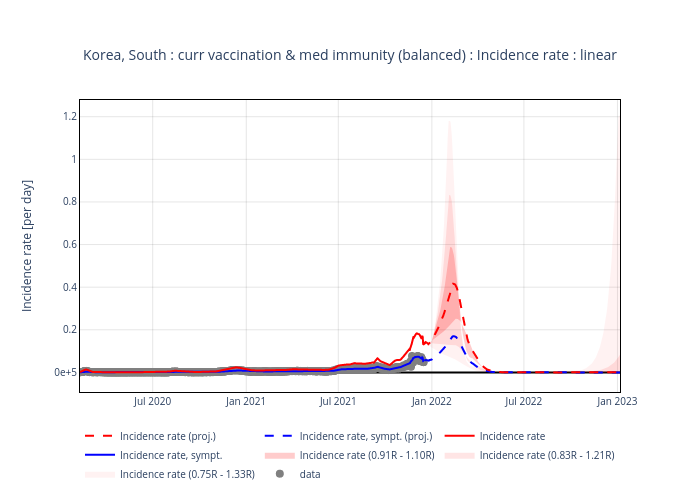 Korea, South : curr vaccination & med immunity (balanced) : Incidence rate : linear
Incidence rate [per day]
1.2
1
0.8
0.6
0.4
0.2
0e+5
Jul 2020
Jan 2021
Jul 2021
Jan 2022
Jul 2022
Jan 2023
Incidence rate (proj.)
Incidence rate, sympt. (proj.)
Incidence rate
Incidence rate, sympt.
Incidence rate (0.91R - 1.10R)
Incidence rate (0.83R - 1.21R)
Incidence rate (0.75R - 1.33R)
data